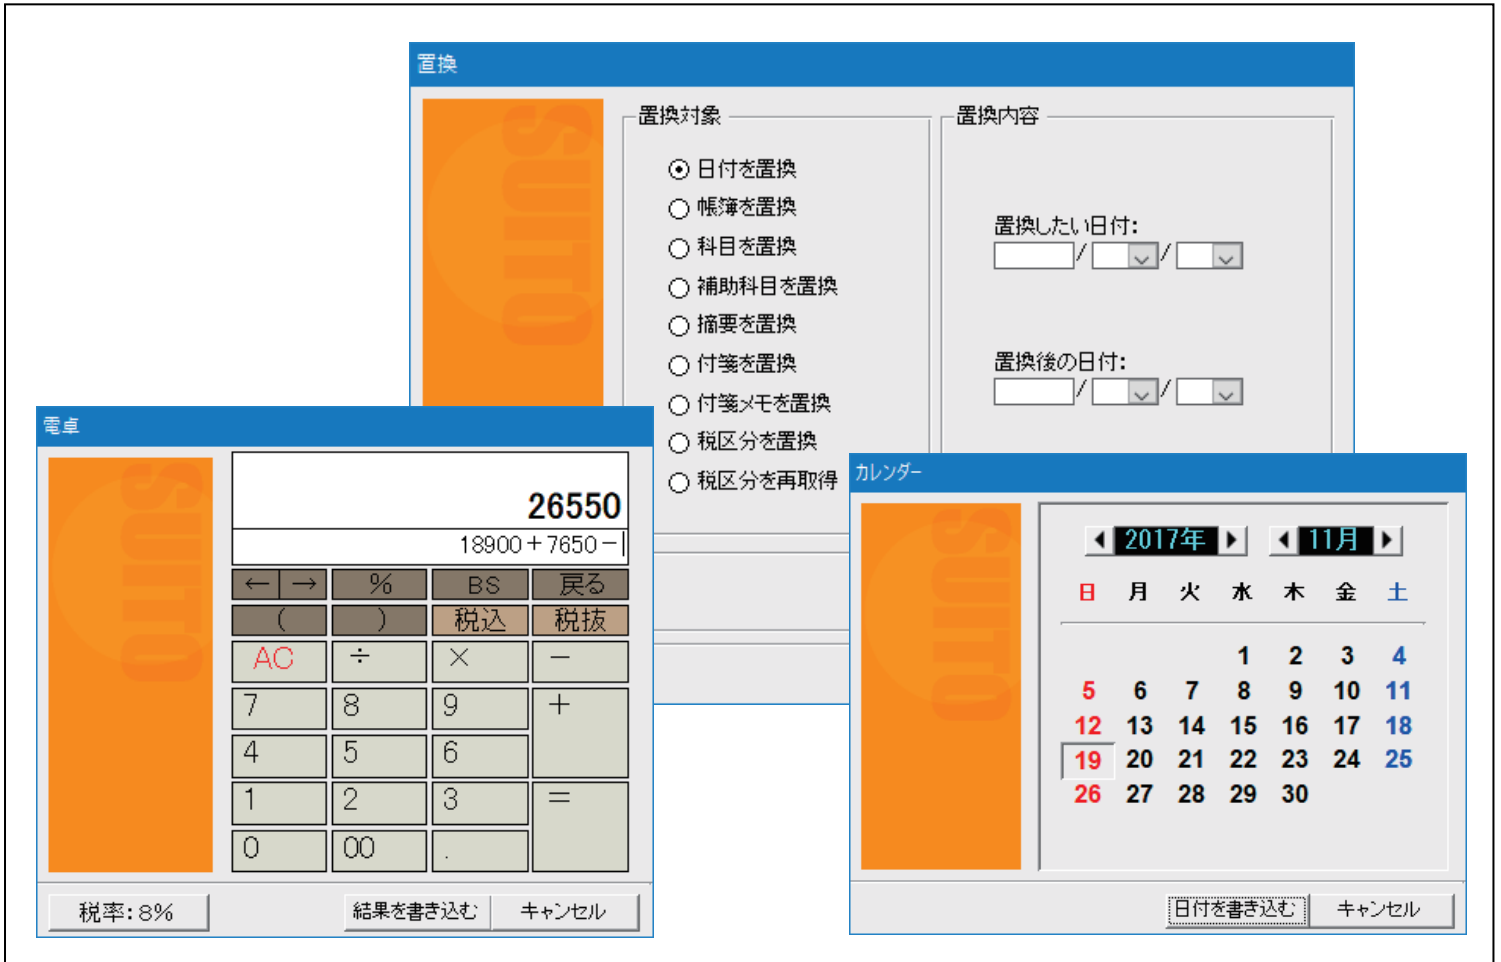 置換
SUITO
置換対象
日付を置換
帳簿を置換
科目を置換
補助科目を置換
摘要を置換
付箋を置換
付箋メモを置換
税区分を置換
税区分を再取得
置換内容
置換したい日付:
/ /
置換後の日付:
/ /
電卓
SUITO
26550
18900+7650-
← → % BS 戻る
( ) 税込 税抜
AC ÷ × −
7 8 9 +
4 5 6
1 2 3 =
0 00 .
税率:8% 結果を書き込む キャンセル
カレンダー
SUITO
2017年 11月
日 月 火 水 木 金 土
1 2 3 4
5 6 7 8 9 10 11
12 13 14 15 16 17 18
19 20 21 22 23 24 25
26 27 28 29 30
日付を書き込む キャンセル